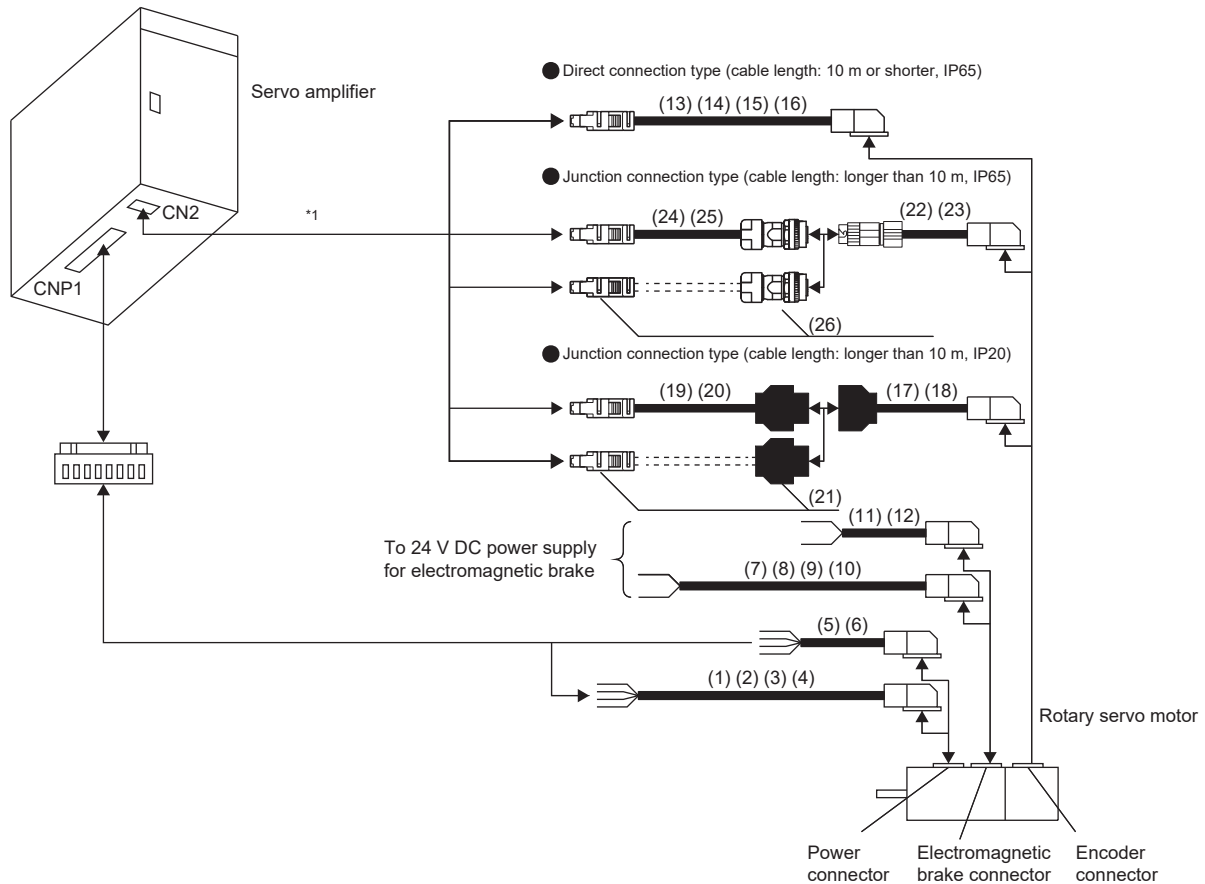 ● Direct connection type (cable length: 10 m or shorter, IP65)
Servo amplifier
(13) (14) (15) (16)
● Junction connection type (cable length: longer than 10 m, IP65)
CN2
*1
(24) (25)
(22) (23)
CNP1
(26)
● Junction connection type (cable length: longer than 10 m, IP20)
(19) (20)
(17) (18)
(21)
(11) (12)
To 24 V DC power supply
for electromagnetic brake
(7) (8) (9) (10)
(5) (6)
(1) (2) (3) (4)
Rotary servo motor
Power
connector
Electromagnetic
brake connector
Encoder
connector